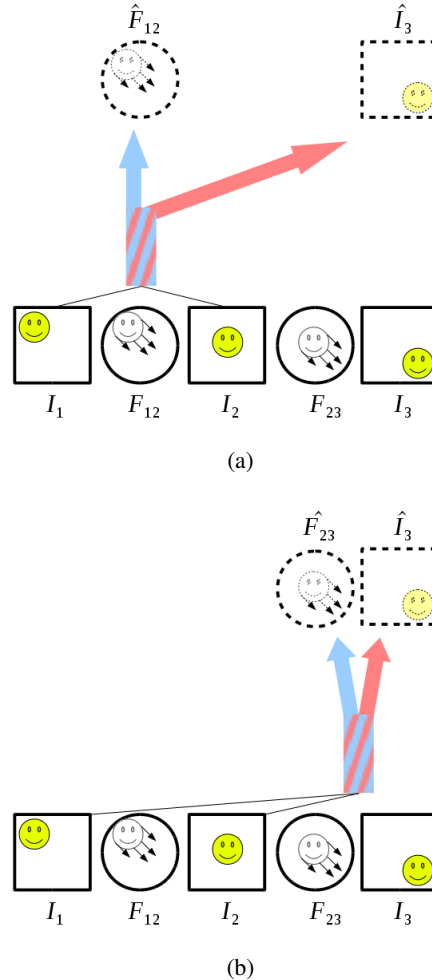 F̂₁₂ Î₃
I₁ F₁₂ I₂ F₂₃ I₃
(a)
F̂₂₃ Î₃
I₁ F₁₂ I₂ F₂₃ I₃
(b)